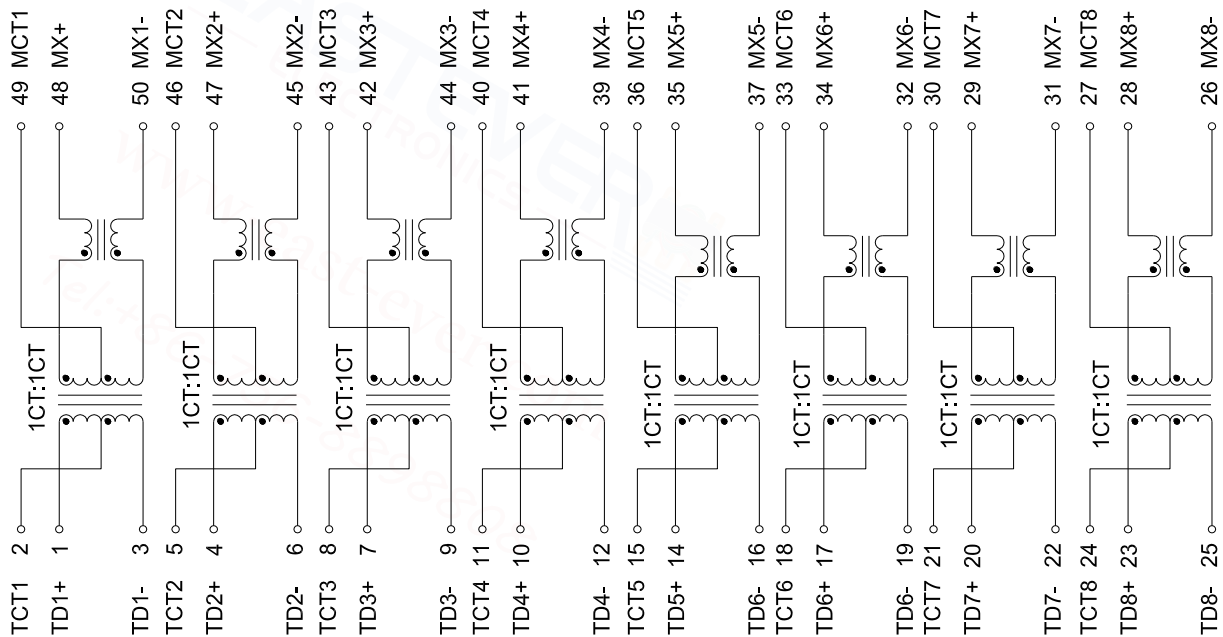 49 MCT1
48 MX+
50 MX1-
46 MCT2
47 MX2+
45 MX2-
43 MCT3
42 MX3+
44 MX3-
40 MCT4
41 MX4+
39 MX4-
36 MCT5
35 MX5+
37 MX5-
33 MCT6
34 MX6+
32 MX6-
30 MCT7
29 MX7+
31 MX7-
27 MCT8
28 MX8+
26 MX8-
1CT:1CT
1CT:1CT
1CT:1CT
1CT:1CT
1CT:1CT
1CT:1CT
1CT:1CT
1CT:1CT
TCT1 2
TD1+ 1
TD1- 3
TCT2 5
TD2+ 4
TD2- 6
TCT3 8
TD3+ 7
TD3- 9
TCT4 11
TD4+ 10
TD4- 12
TCT5 15
TD5+ 14
TD6- 16
TCT6 18
TD6+ 17
TD6- 19
TCT7 21
TD7+ 20
TD7- 22
TCT8 24
TD8+ 23
TD8- 25
EAST EVER
ELECTRONICS